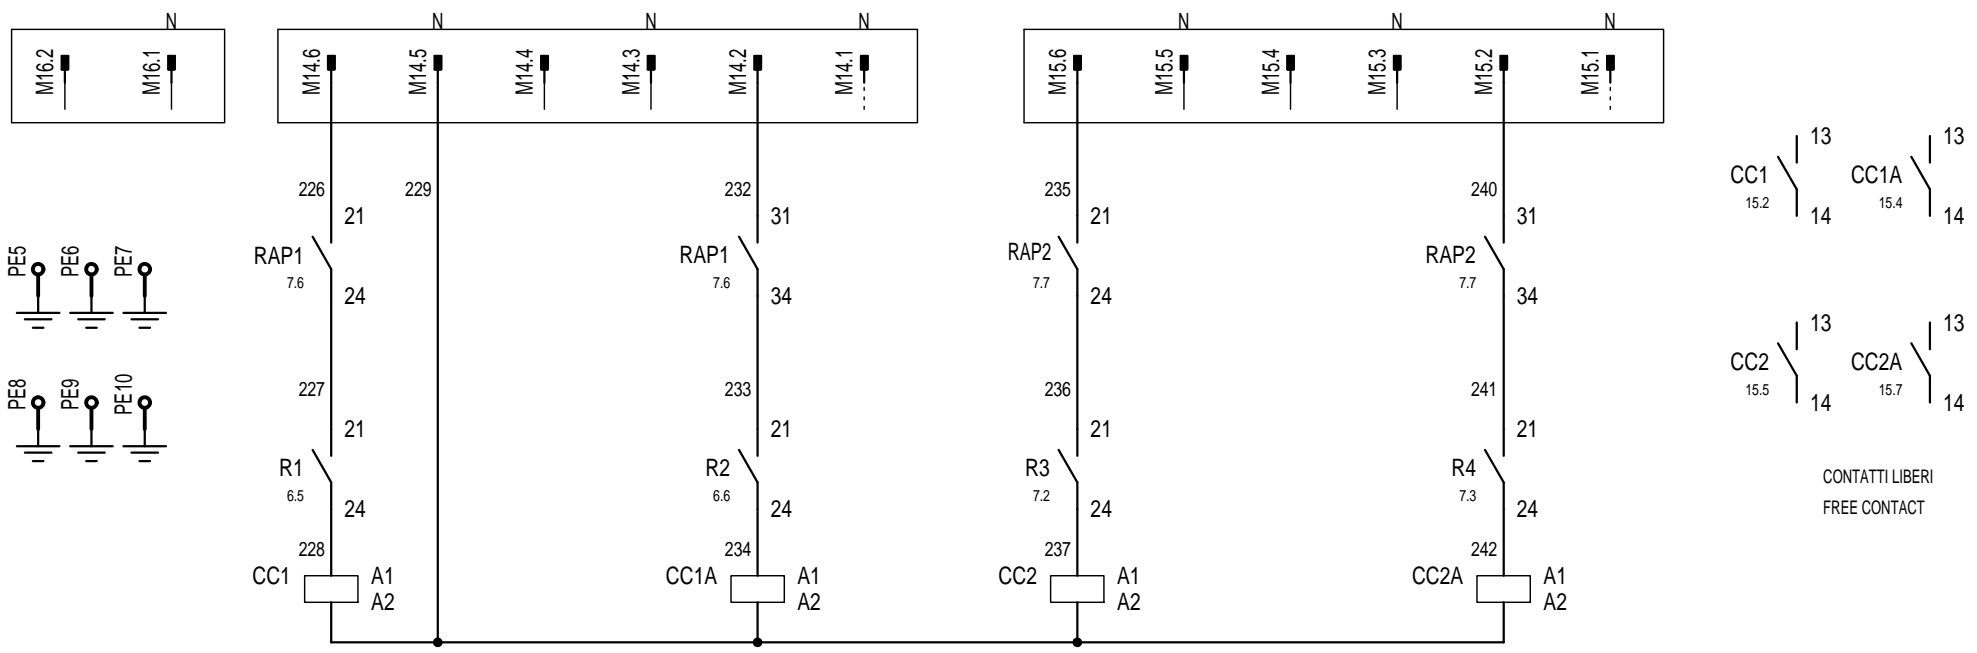 N N N N N N N
M16.2 M16.1 M14.6 M14.5 M14.4 M14.3 M14.2 M14.1 M15.6 M15.5 M15.4 M15.3 M15.2 M15.1
13 13
CC1 CC1A
15.2 15.4
14 14
226 229 232 235 240
21 31 21 31
PE5 PE6 PE7
RAP1 RAP1 RAP2 RAP2
7.6 7.6 7.7 7.7
24 34 24 34
13 13
CC2 CC2A
15.5 15.7
14 14
PE8 PE9 PE10
227 233 236 241
21 21 21 21
R1 R2 R3 R4
6.5 6.6 7.2 7.3
24 24 24 24
CONTATTI LIBERI
FREE CONTACT
228 234 237 242
CC1 A1 CC1A A1 CC2 A1 CC2A A1
A2 A2 A2 A2